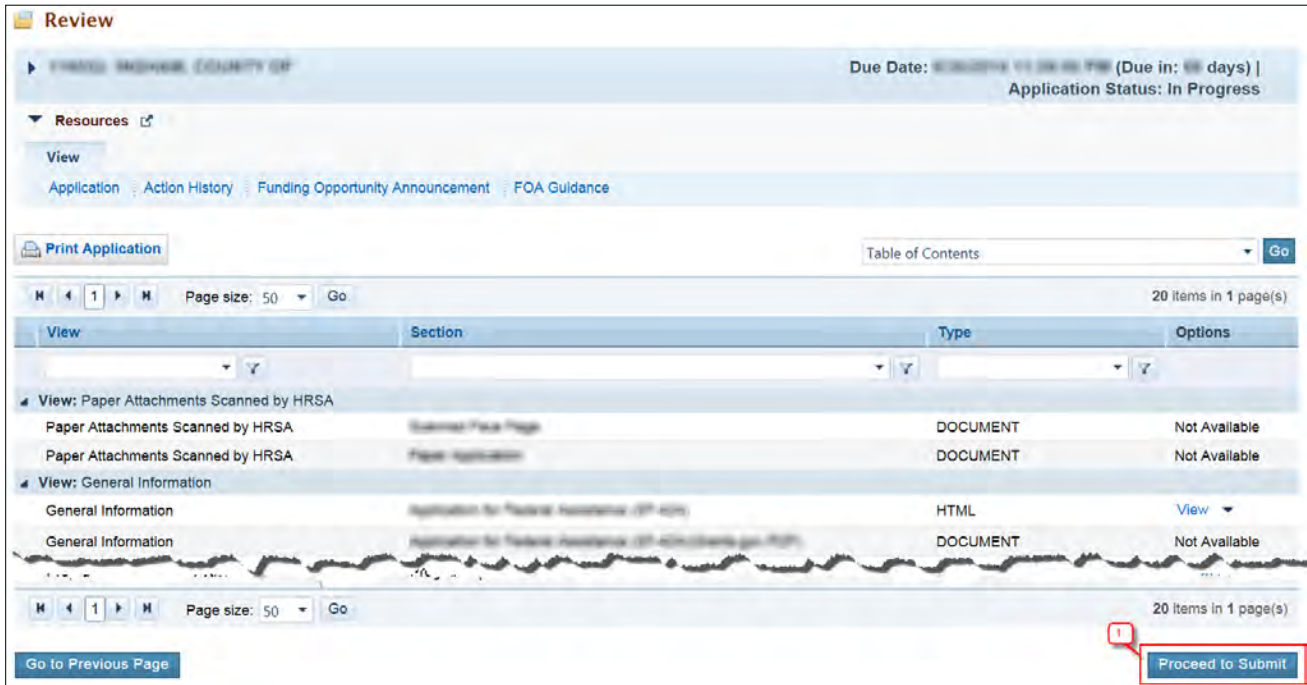 Review
Due Date: (Due in: days) |
Application Status: In Progress
Resources
View
Application Action History Funding Opportunity Announcement FOA Guidance
Print Application
Table of Contents Go
1 Page size: 50 Go 20 items in 1 page(s)
View Section Type Options
View: Paper Attachments Scanned by HRSA
Paper Attachments Scanned by HRSA DOCUMENT Not Available
Paper Attachments Scanned by HRSA DOCUMENT Not Available
View: General Information
General Information HTML View
General Information DOCUMENT Not Available
1 Page size: 50 Go 20 items in 1 page(s)
1
Go to Previous Page Proceed to Submit